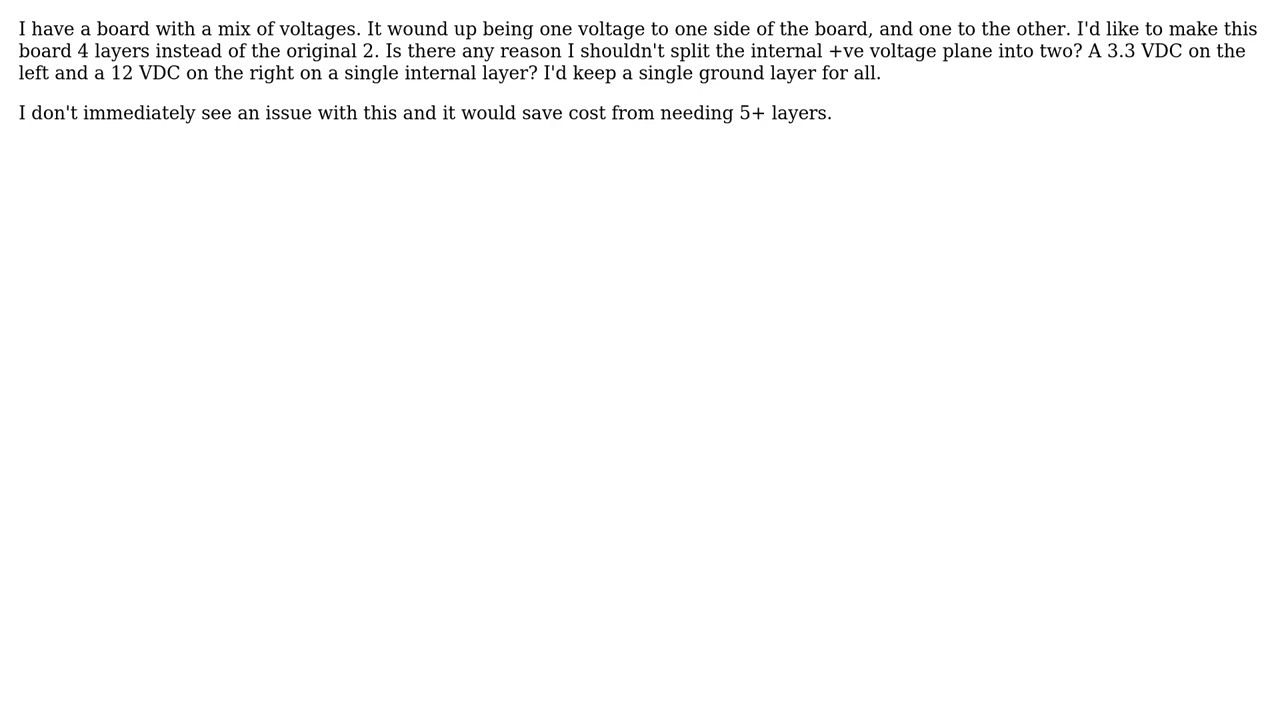 I have a board with a mix of voltages. It wound up being one voltage to one side of the board, and one to the other. I'd like to make this
board 4 layers instead of the original 2. Is there any reason I shouldn't split the internal +ve voltage plane into two? A 3.3 VDC on the
left and a 12 VDC on the right on a single internal layer? I'd keep a single ground layer for all.
I don't immediately see an issue with this and it would save cost from needing 5+ layers.